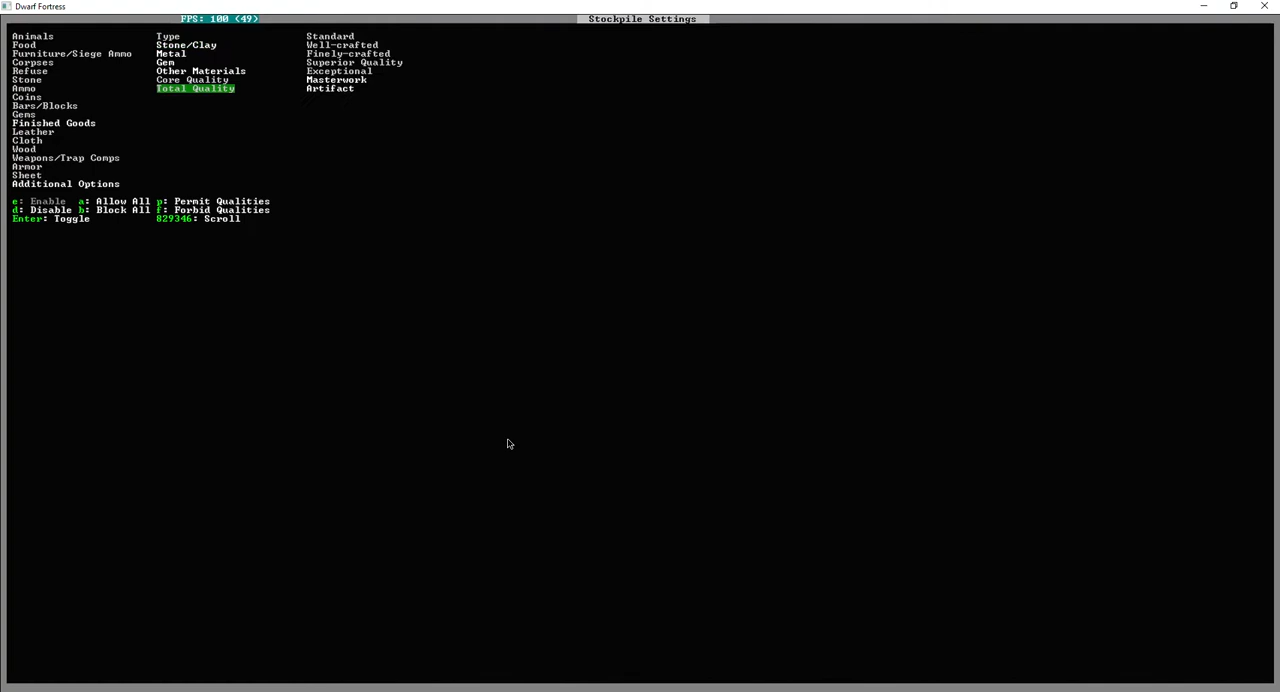 Dwarf Fortress
FPS: 100 (49) Stockpile Settings
Animals Type Standard
Food Stone/Clay Well-crafted
Furniture/Siege Ammo Metal Finely-crafted
Corpses Gem Superior Quality
Refuse Other Materials Exceptional
Stone Core Quality Masterwork
Ammo Total Quality Artifact
Coins
Bars/Blocks
Gems
Finished Goods
Leather
Cloth
Wood
Weapons/Trap Comps
Armor
Sheet
Additional Options
e: Enable a: Allow All p: Permit Qualities
d: Disable b: Block All f: Forbid Qualities
Enter: Toggle 829346: Scroll